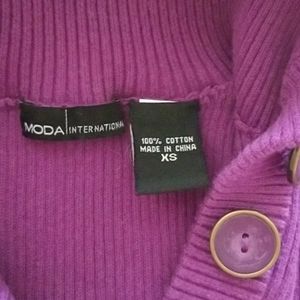 MODA INTERNATIONAL
100% COTTON
MADE IN CHINA
XS